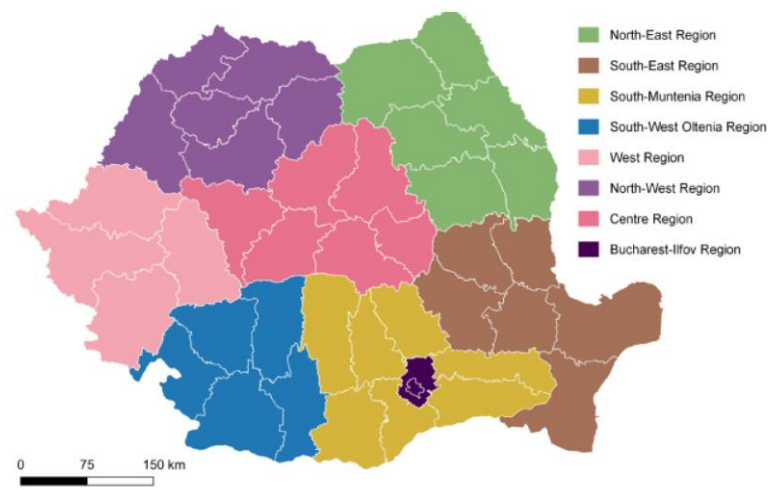 North-East Region
South-East Region
South-Muntenia Region
South-West Oltenia Region
West Region
North-West Region
Centre Region
Bucharest-Ilfov Region
0 75 150 km